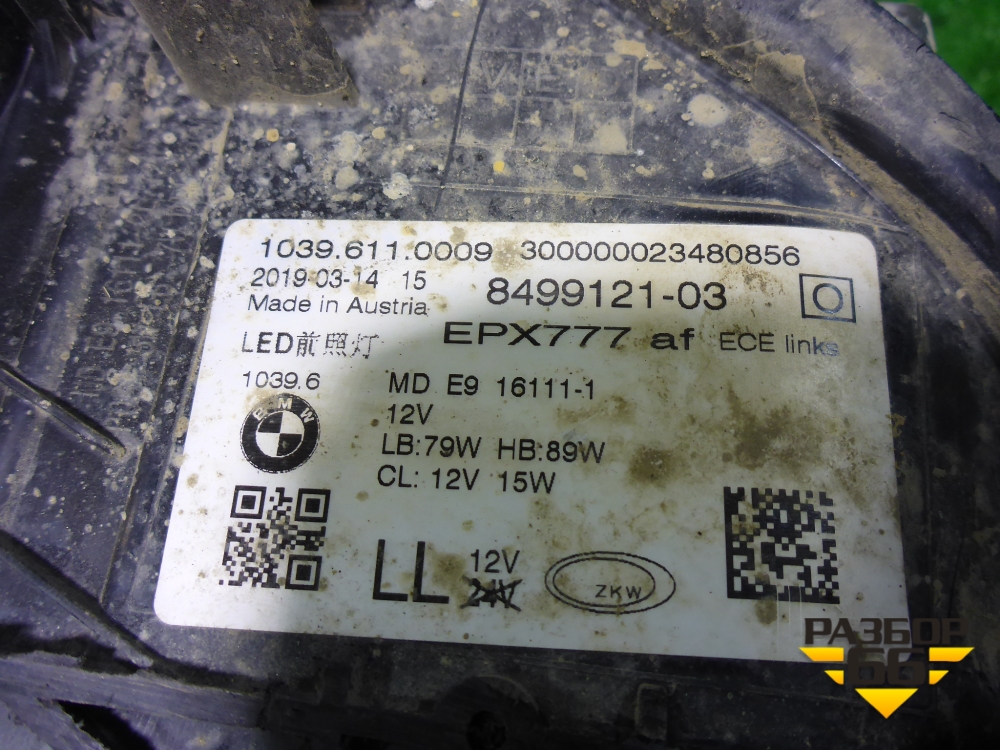 1039.611.0009 300000023480856
2019-03-14 15 8499121-03
Made in Austria
EPX777 af ECE links
LED前照灯
1039.6 MD E9 16111-1
BMW
12V
LB:79W HB:89W
CL: 12V 15W
LL 12V
24V
ZKW
РАЗБОР
66